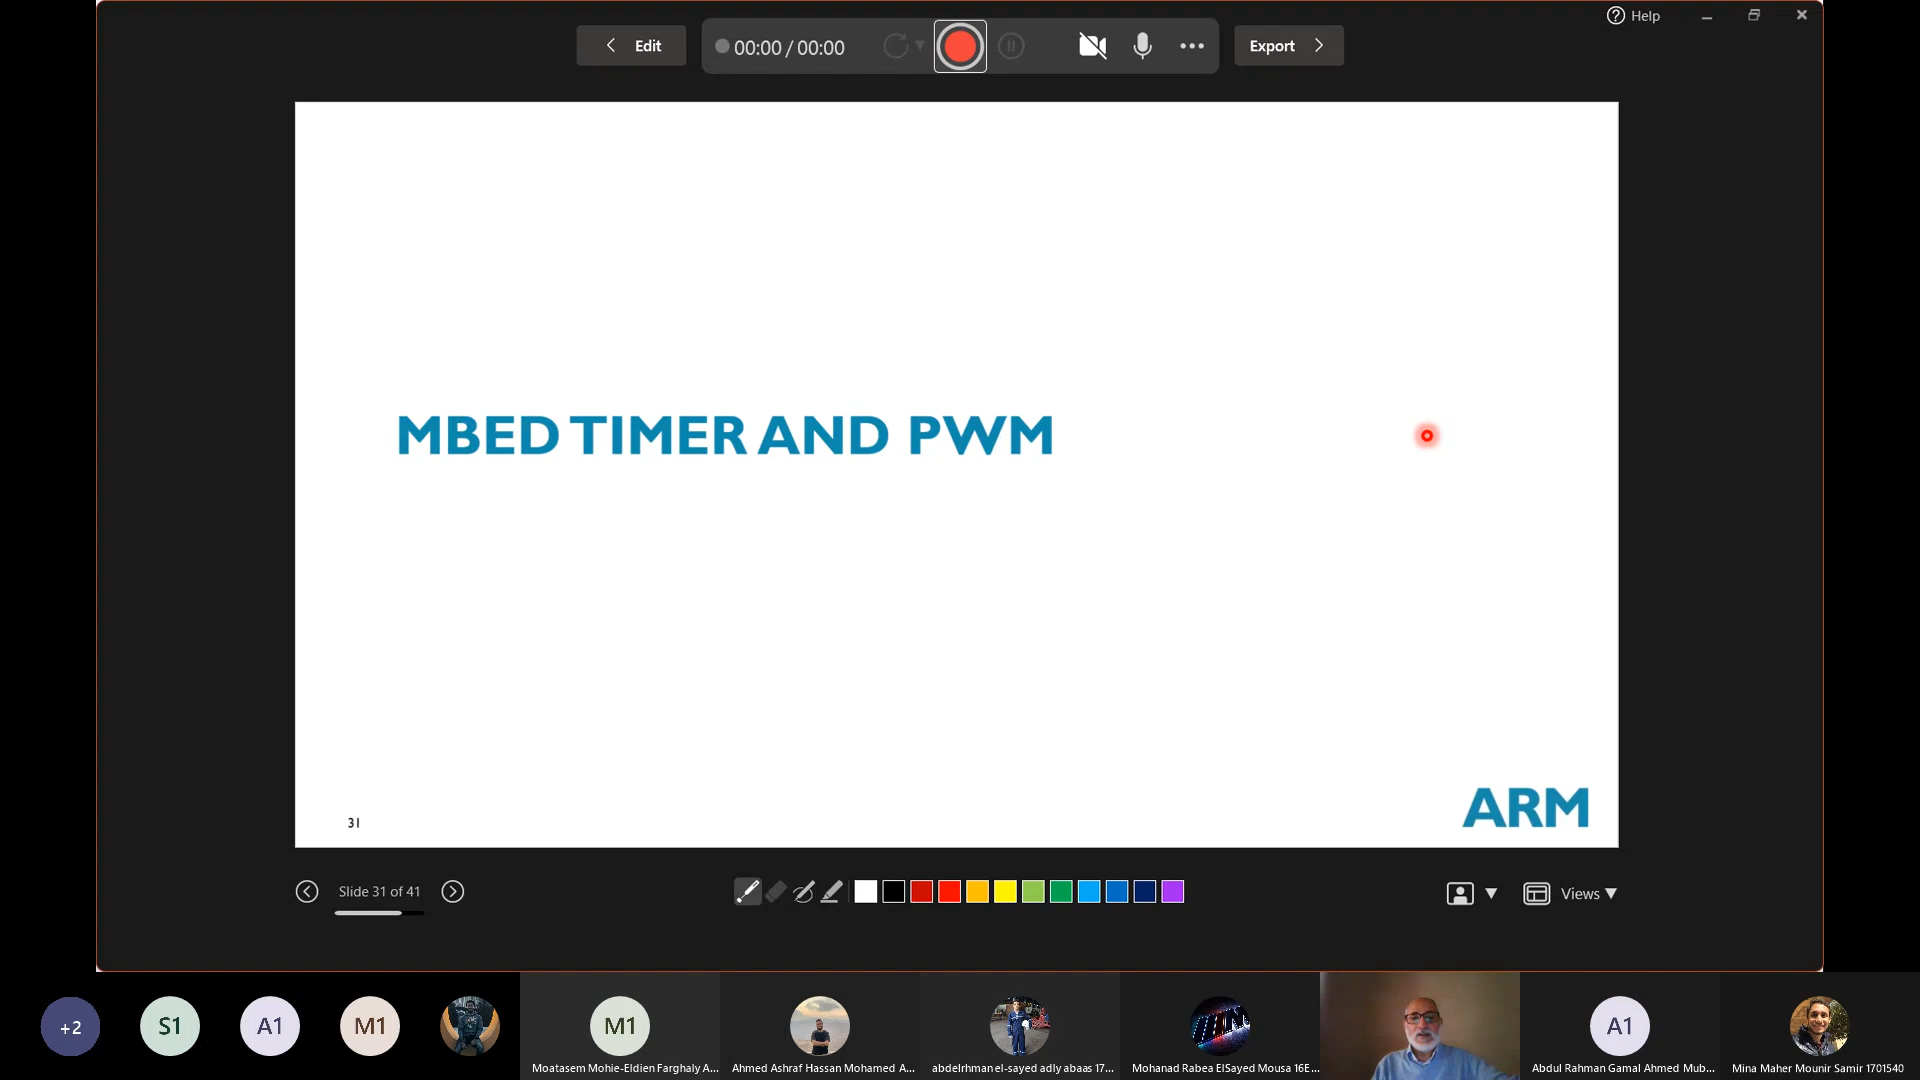 Help
Edit
00:00 / 00:00
Export
MBED TIMER AND PWM
31
ARM
Slide 31 of 41
Views
+2
S1
A1
M1
M1
A1
Moatasem Mohie-Eldien Farghaly A...
Ahmed Ashraf Hassan Mohamed A...
abdelrhman el-sayed adly abaas 17...
Mohanad Rabea ElSayed Mousa 16E...
Abdul Rahman Gamal Ahmed Mub...
Mina Maher Mounir Samir 1701540